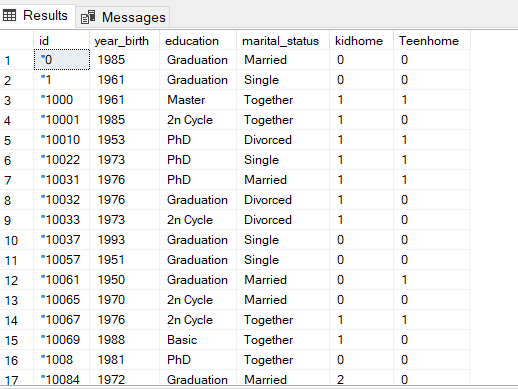 Results Messages
id year_birth education marital_status kidhome Teenhome
1 "0 1985 Graduation Married 0 0
2 "1 1961 Graduation Single 0 0
3 "1000 1961 Master Together 1 1
4 "10001 1985 2n Cycle Together 1 0
5 "10010 1953 PhD Divorced 1 1
6 "10022 1973 PhD Single 1 1
7 "10031 1976 PhD Married 1 1
8 "10032 1976 Graduation Divorced 1 0
9 "10033 1973 2n Cycle Divorced 1 0
10 "10037 1993 Graduation Single 0 0
11 "10057 1951 Graduation Single 0 0
12 "10061 1950 Graduation Married 0 1
13 "10065 1970 2n Cycle Married 0 0
14 "10067 1976 2n Cycle Together 1 1
15 "10069 1988 Basic Together 1 0
16 "1008 1981 PhD Together 0 0
17 "10084 1972 Graduation Married 2 0